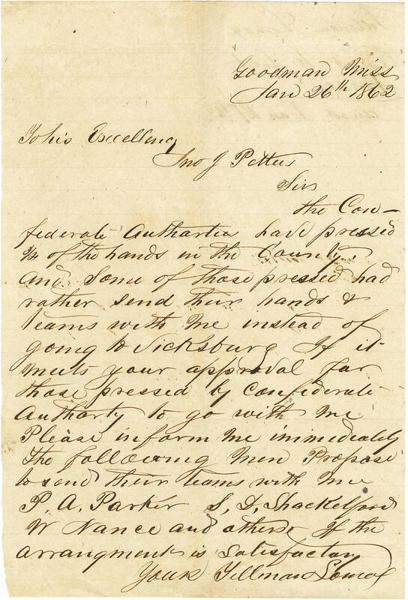 Goodman Miss
Jan 26th 1862
To his Excellency
Jno J Pettus
Sir
the Con-
federate Autharties have pressed
1/4 of the hands in the County
and some of those pressed had
rather send their hands &
teams with me instead of
going to Vicksburg If it
meets your approval for
those pressed by confederate
Autharty to go with me
Please inform me immediately
The following men Propose
to send their teams with me
P. A. Parker S, D, Shackelford
W Nance and others If the
arrangment is satisfactory
Yours Tillman